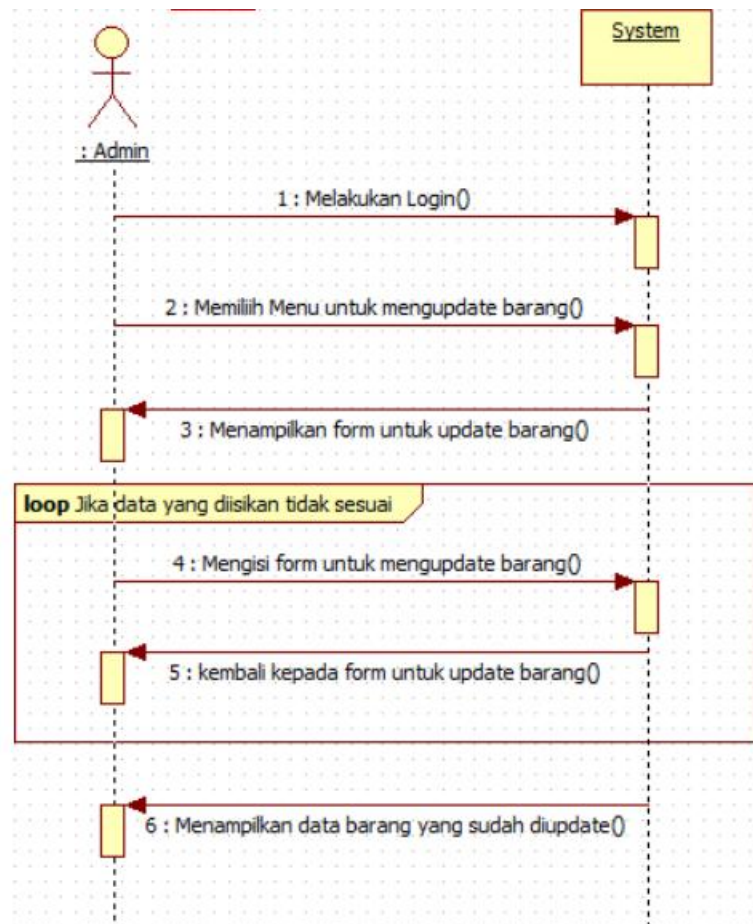 System
: Admin
1 : Melakukan Login()
2 : Memiliih Menu untuk mengupdate barang()
3 : Menampilkan form untuk update barang()
loop Jika data yang diisikan tidak sesuai
4 : Mengisi form untuk mengupdate barang()
5 : kembali kepada form untuk update barang()
6 : Menampilkan data barang yang sudah diupdate()